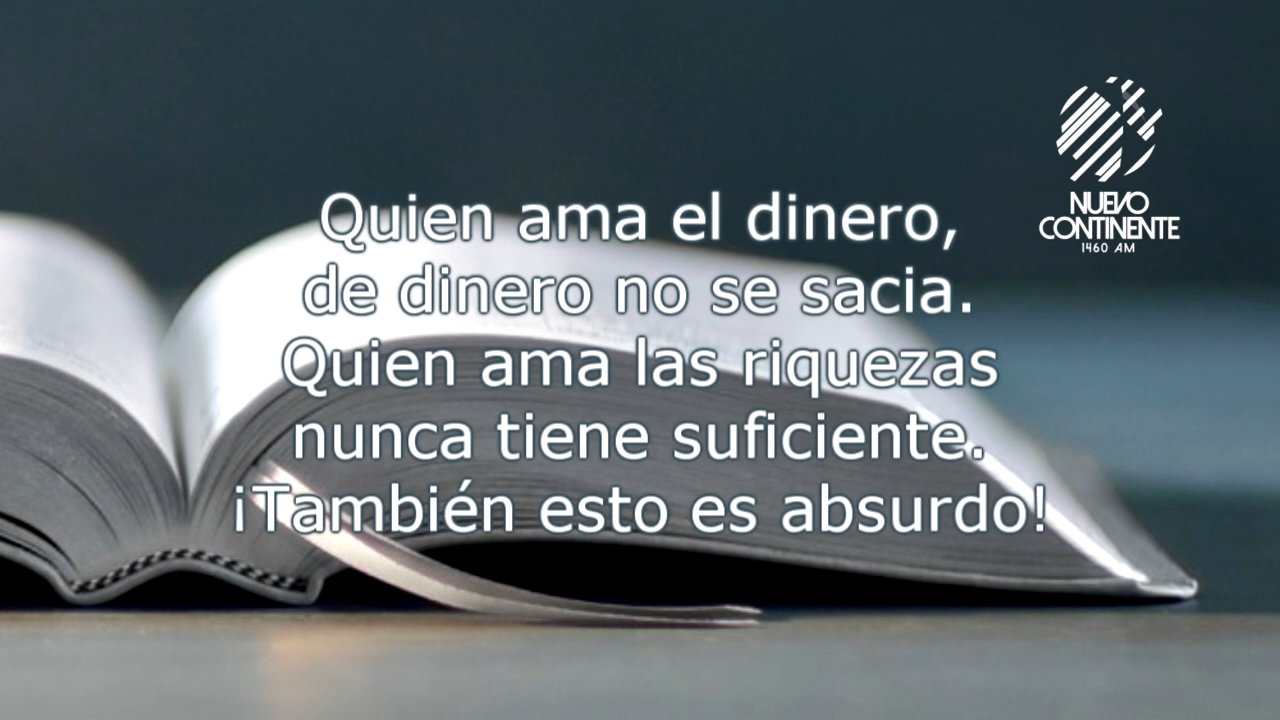 Quien ama el dinero,
de dinero no se sacia.
Quien ama las riquezas
nunca tiene suficiente.
¡También esto es absurdo!
NUEVO
CONTINENTE
1460 AM